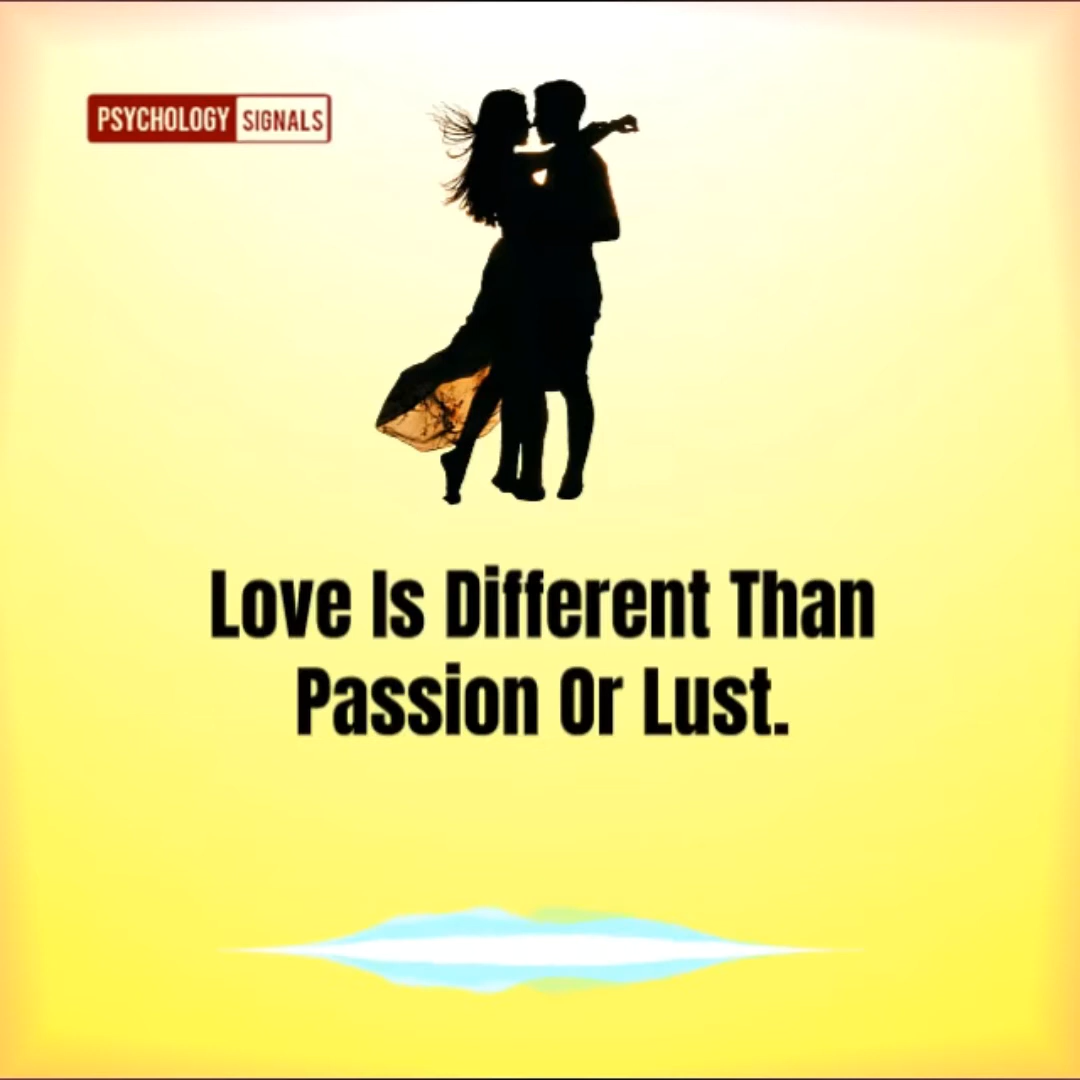 PSYCHOLOGY SIGNALS
Love Is Different Than
Passion Or Lust.